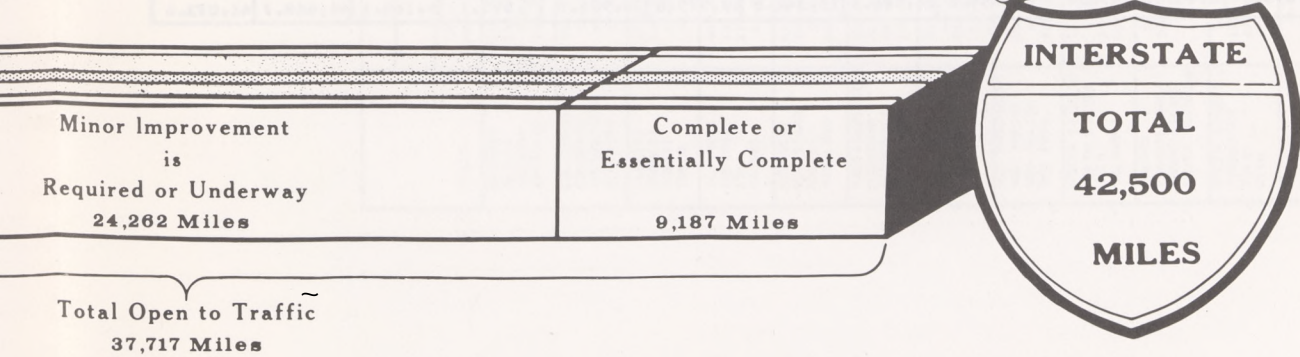 Minor Improvement
is
Required or Underway
24,262 Miles
Complete or
Essentially Complete
9,187 Miles
Total Open to Traffic
37,717 Miles
INTERSTATE
TOTAL
42,500
MILES